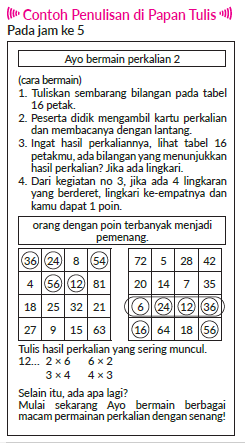 Contoh Penulisan di Papan Tulis
Pada jam ke 5
Ayo bermain perkalian 2
(cara bermain)
1. Tuliskan sembarang bilangan pada tabel
16 petak.
2. Peserta didik mengambil kartu perkalian
dan membacanya dengan lantang.
3. Ingat hasil perkaliannya, lihat tabel 16
petakmu, ada bilangan yang menunjukkan
hasil perkalian? Jika ada lingkari.
4. Dari kegiatan no 3, jika ada 4 lingkaran
yang berderet, lingkari ke-empatnya dan
kamu dapat 1 poin.
orang dengan poin terbanyak menjadi
pemenang.
36 24 8 54 72 5 28 42
4 56 12 81 20 14 7 35
18 25 32 21 6 24 12 36
27 9 15 63 16 64 18 56
Tulis hasil perkalian yang sering muncul.
12... 2 × 6 6 × 2
3 × 4 4 × 3
Selain itu, ada apa lagi?
Mulai sekarang Ayo bermain berbagai
macam permainan perkalian dengan senang!